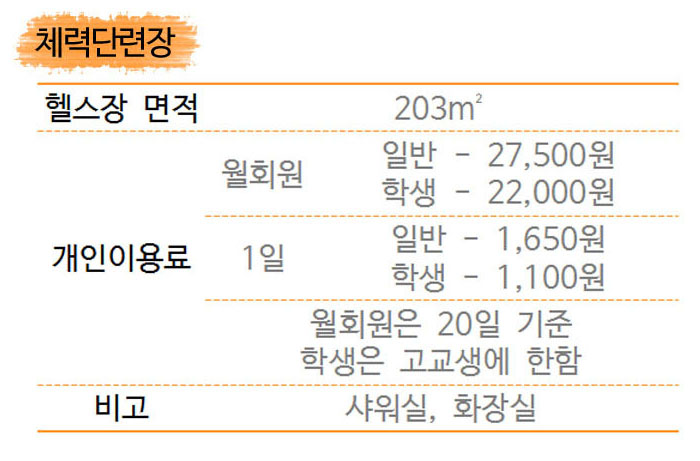 체력단련장
헬스장 면적 203m²
월회원 일반 - 27,500원
학생 - 22,000원
개인이용료 1일 일반 - 1,650원
학생 - 1,100원
월회원은 20일 기준
학생은 고교생에 한함
비고 샤워실, 화장실